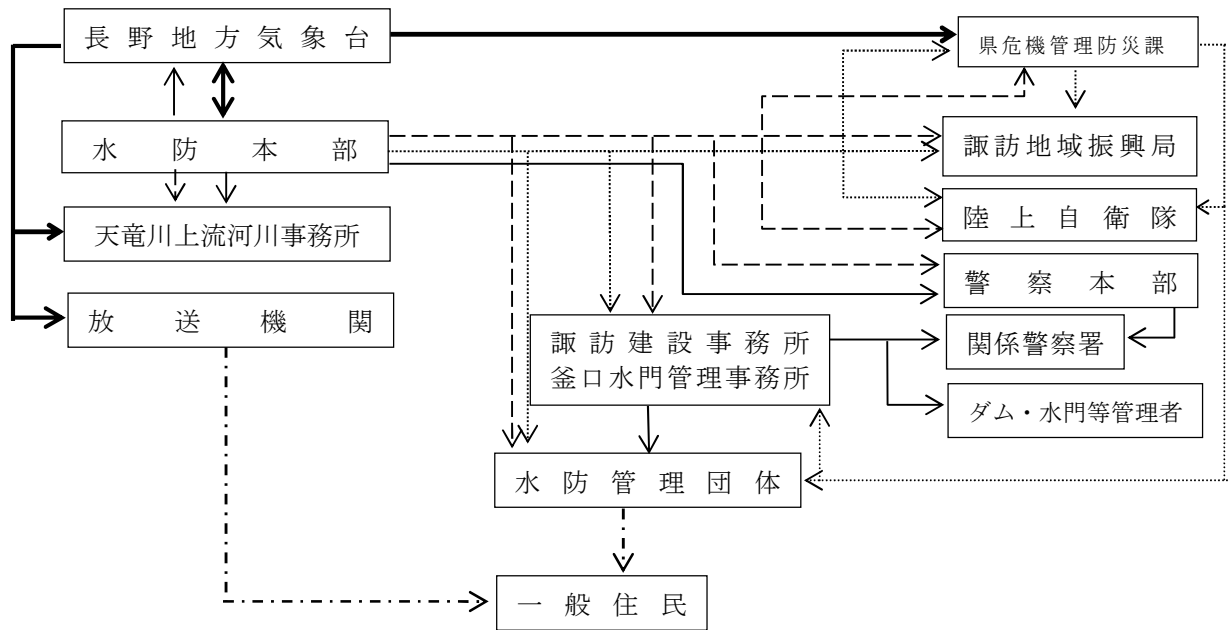 長野地方気象台
県危機管理防災課
水防本部
諏訪地域振興局
天竜川上流河川事務所
陸上自衛隊
警察本部
放送機関
諏訪建設事務所
釜口水門管理事務所
関係警察署
ダム・水門等管理者
水防管理団体
一般住民